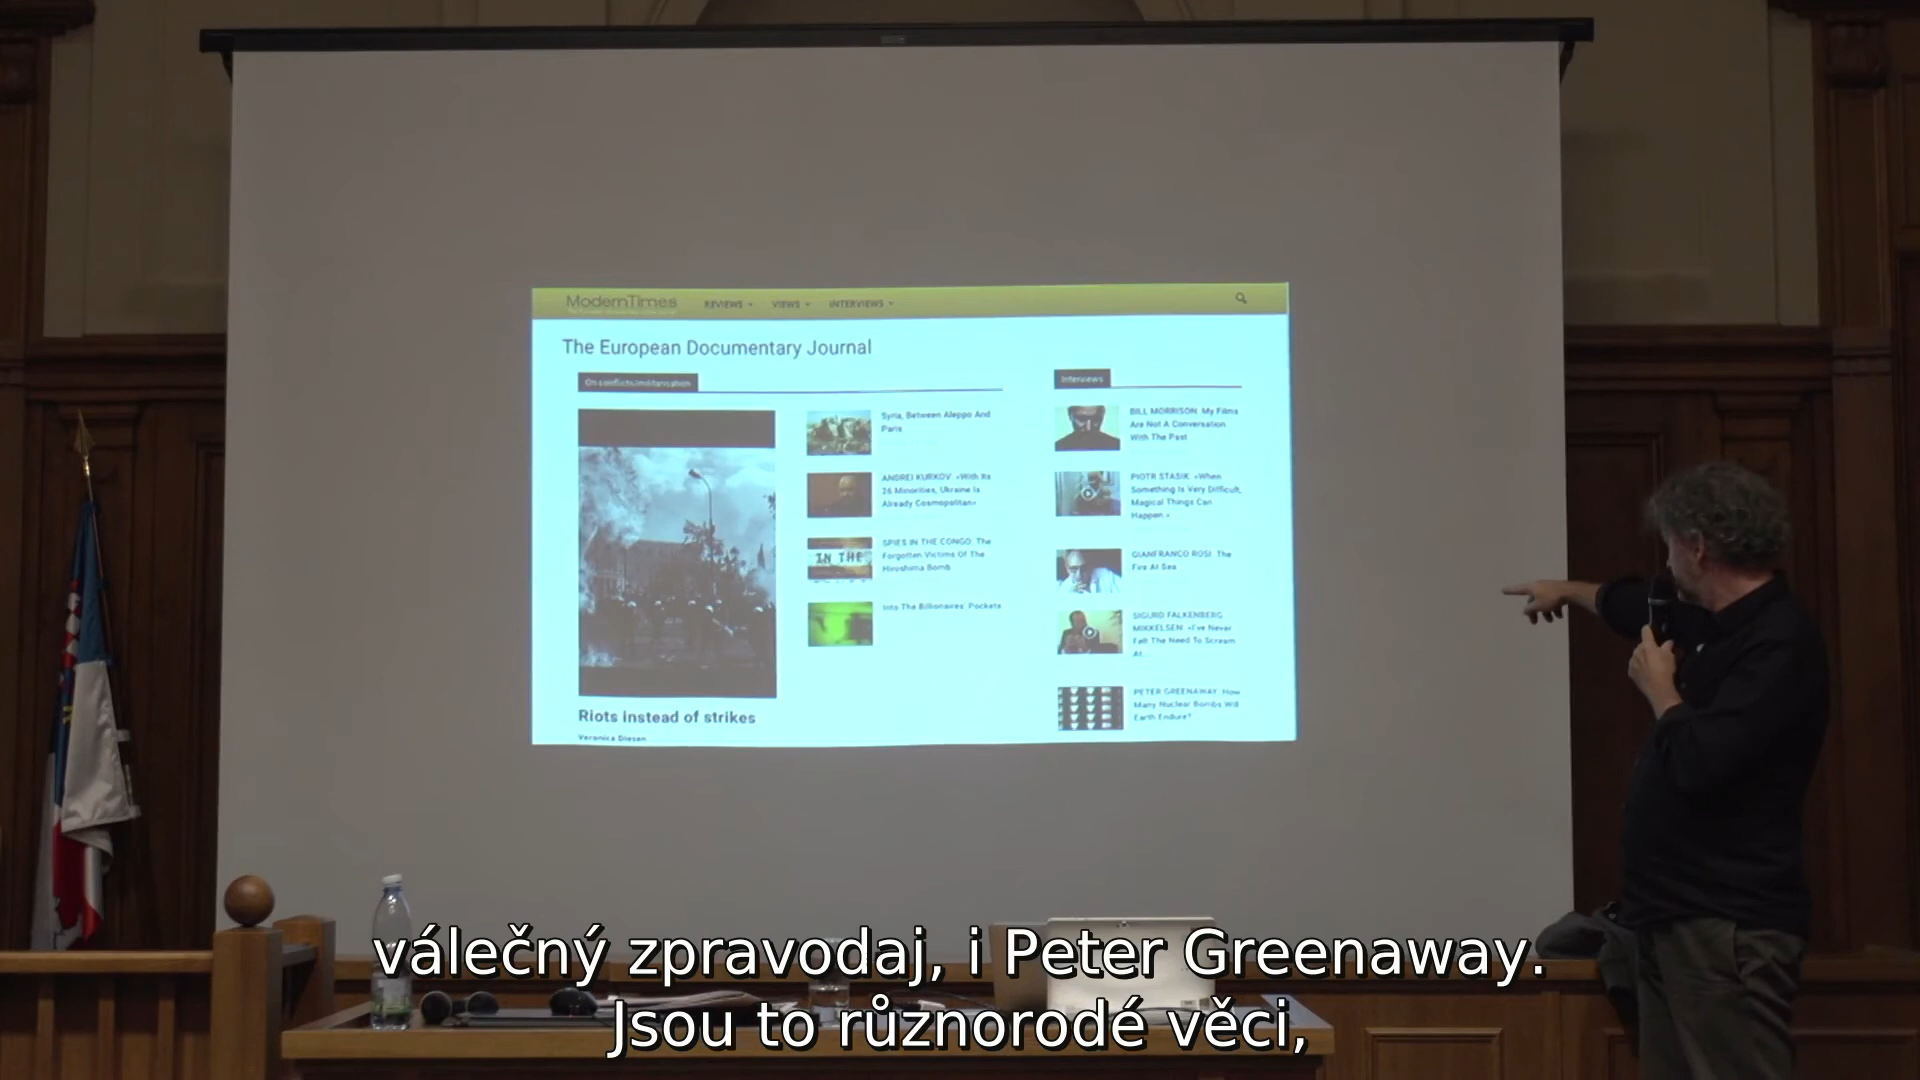 ModernTimes
REVIEWS
VIEWS
INTERVIEWS
The European Documentary Journal
On conflicts/militarisation
Riots instead of strikes
Veronica Diesen
Syria, Between Aleppo And
Paris
ANDREI KURKOV: «With Its
26 Minorities, Ukraine Is
Already Cosmopolitan»
IN THE
SPIES IN THE CONGO: The
Forgotten Victims Of The
Hiroshima Bomb
Into The Billionaires' Pockets
Interviews
BILL MORRISON: My Films
Are Not A Conversation
With The Past
PIOTR STASIK: «When
Something Is Very Difficult,
Magical Things Can
Happen.»
GIANFRANCO ROSI: The
Fire At Sea
SIGURD FALKENBERG
MIKKELSEN: «I've Never
Felt The Need To Scream
At...
PETER GREENAWAY: How
Many Nuclear Bombs Will
Earth Endure?
válečný zpravodaj, i Peter Greenaway.
Jsou to různorodé věci,